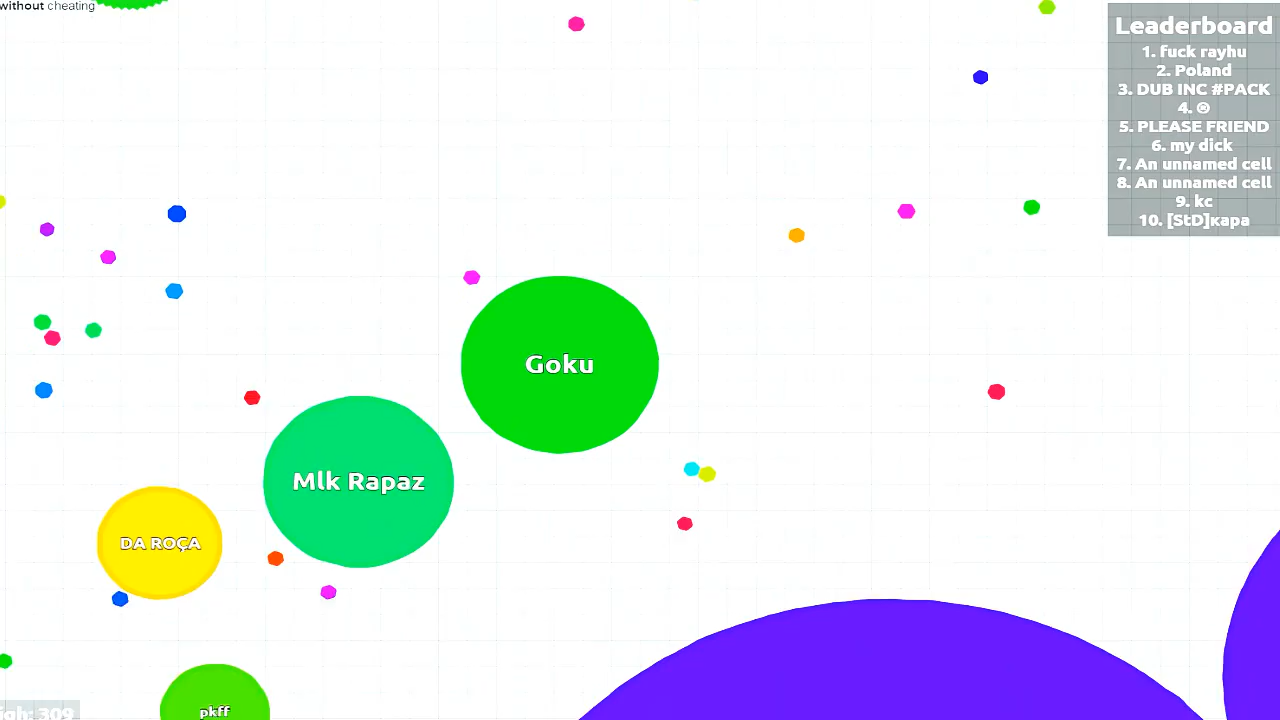 without cheating
Leaderboard
1. fuck rayhu
2. Poland
3. DUB INC #PACK
4. ®
5. PLEASE FRIEND
6. my dick
7. An unnamed cell
8. An unnamed cell
9. kc
10. [StD]кара
Goku
Mlk Rapaz
DA ROÇA
pkff
igh: 309